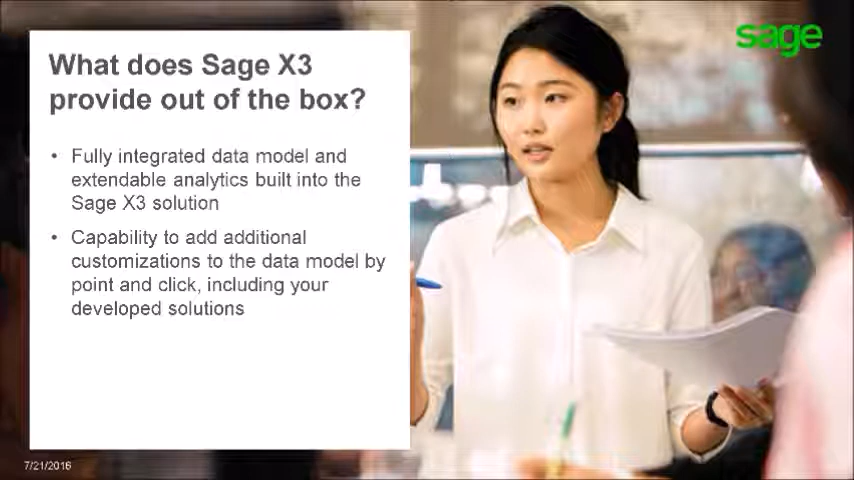 What does Sage X3
provide out of the box?
• Fully integrated data model and
extendable analytics built into the
Sage X3 solution
• Capability to add additional
customizations to the data model by
point and click, including your
developed solutions
sage
7/21/2016